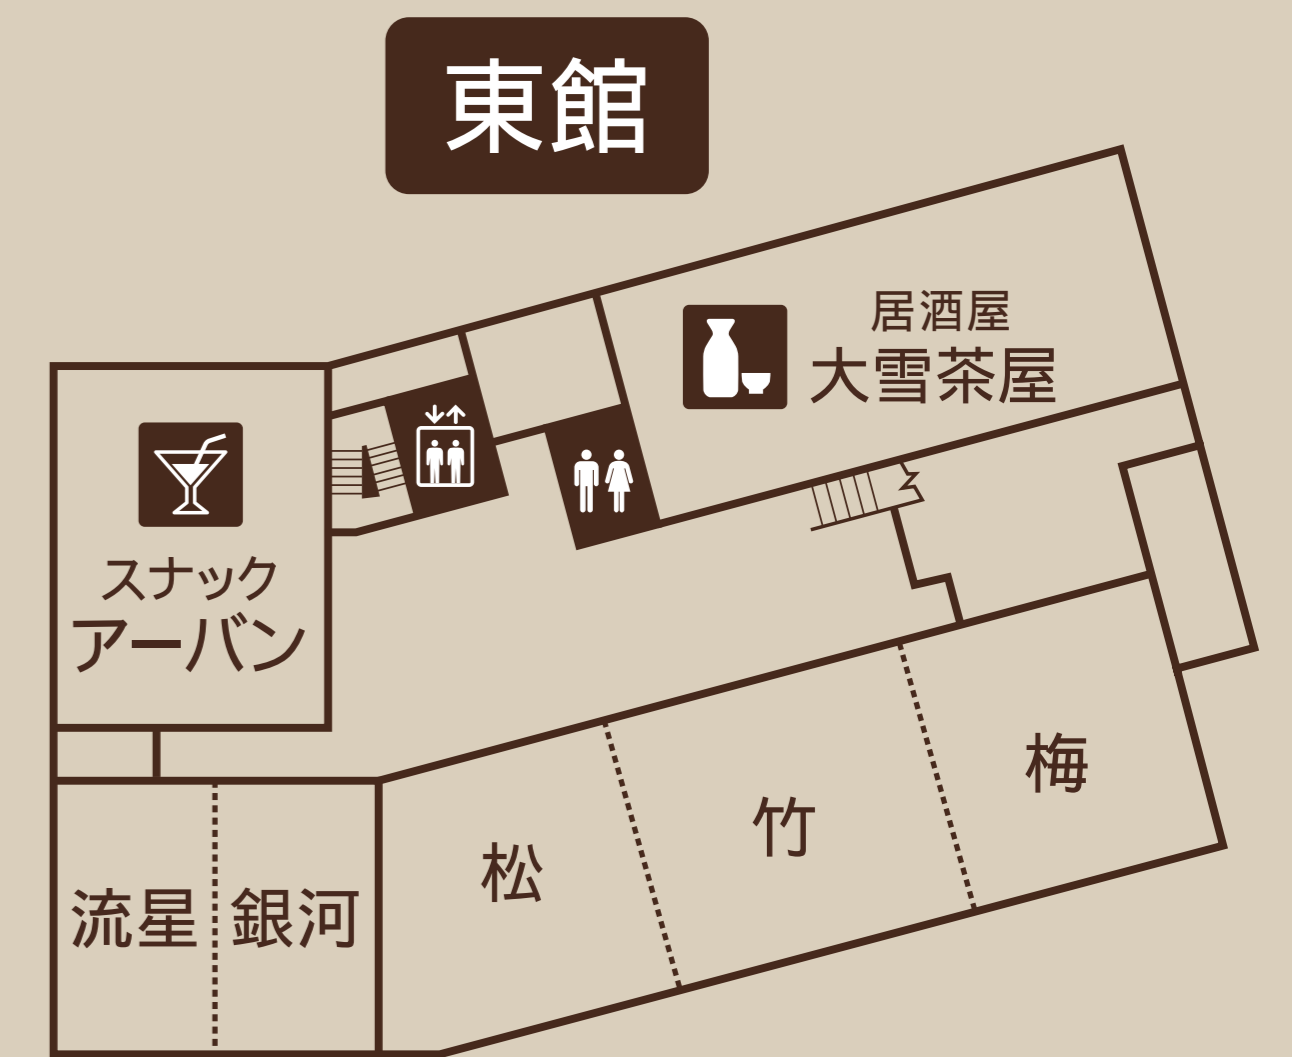 東館
居酒屋
大雪茶屋
スナック
アーバン
梅
竹
松
流星
銀河